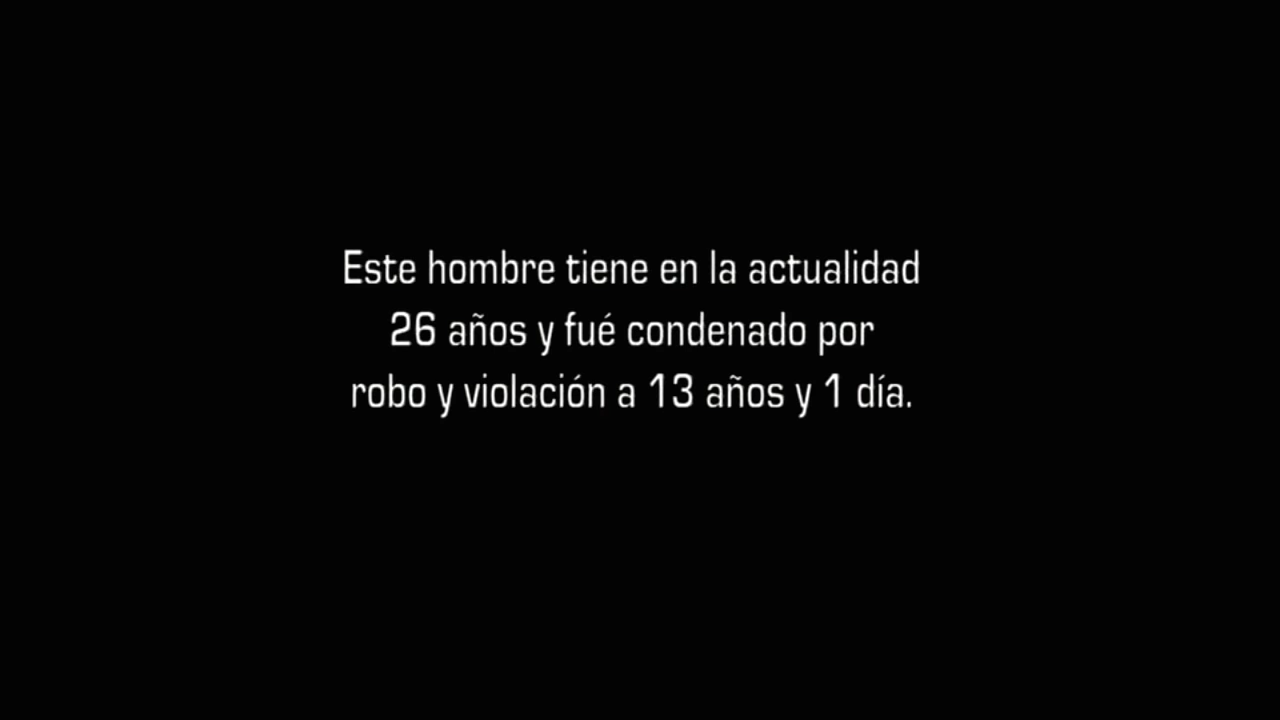 Este hombre tiene en la actualidad
26 años y fué condenado por
robo y violación a 13 años y 1 día.